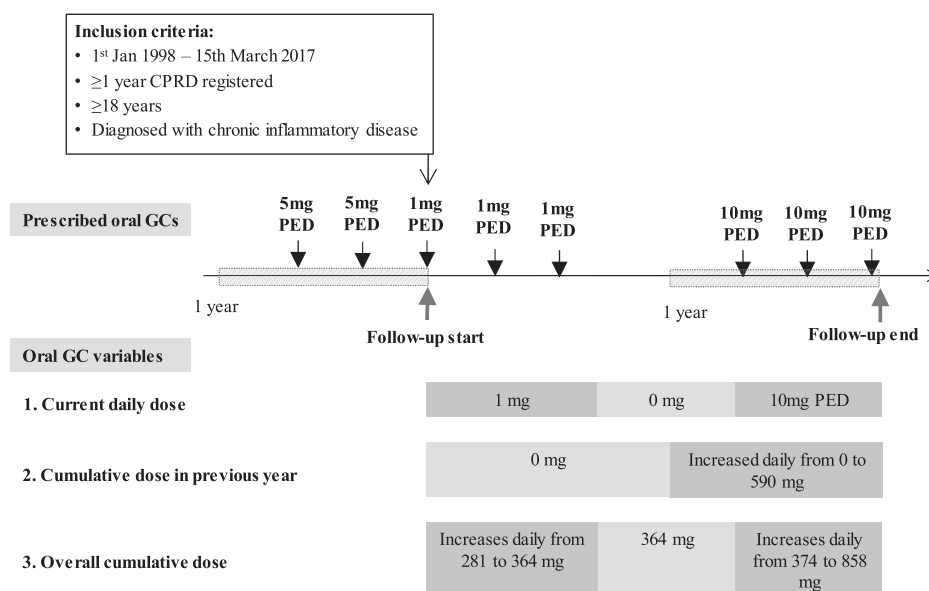 Inclusion criteria:
• 1st Jan 1998 – 15th March 2017
• ≥1 year CPRD registered
• ≥18 years
• Diagnosed with chronic inflammatory disease
Prescribed oral GCs
5mg PED
5mg PED
1mg PED
1mg PED
1mg PED
10mg PED
10mg PED
10mg PED
1 year
1 year
Follow-up start
Follow-up end
Oral GC variables
1. Current daily dose
1 mg
0 mg
10mg PED
2. Cumulative dose in previous year
0 mg
Increased daily from 0 to
590 mg
3. Overall cumulative dose
Increases daily from
281 to 364 mg
364 mg
Increases daily
from 374 to 858
mg